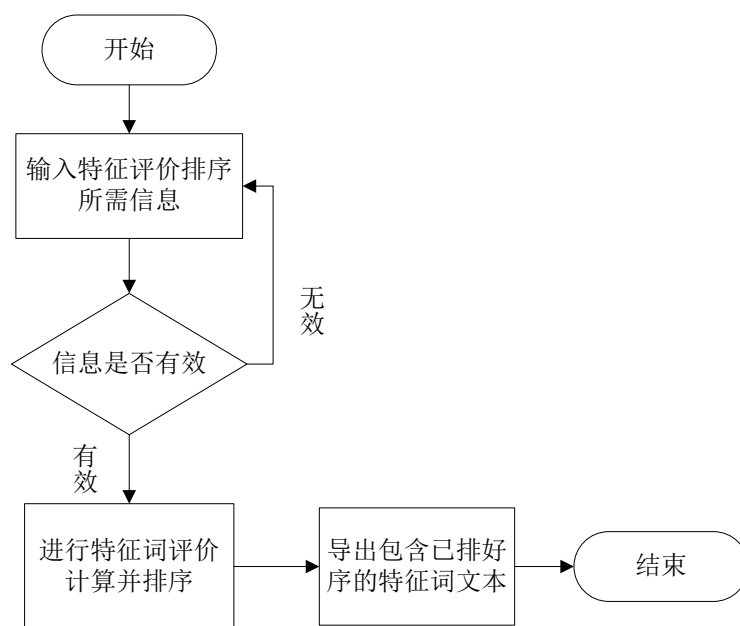 开始
输入特征评价排序
所需信息
无
效
信息是否有效
有
效
进行特征词评价
计算并排序
导出包含已排好
序的特征词文本
结束